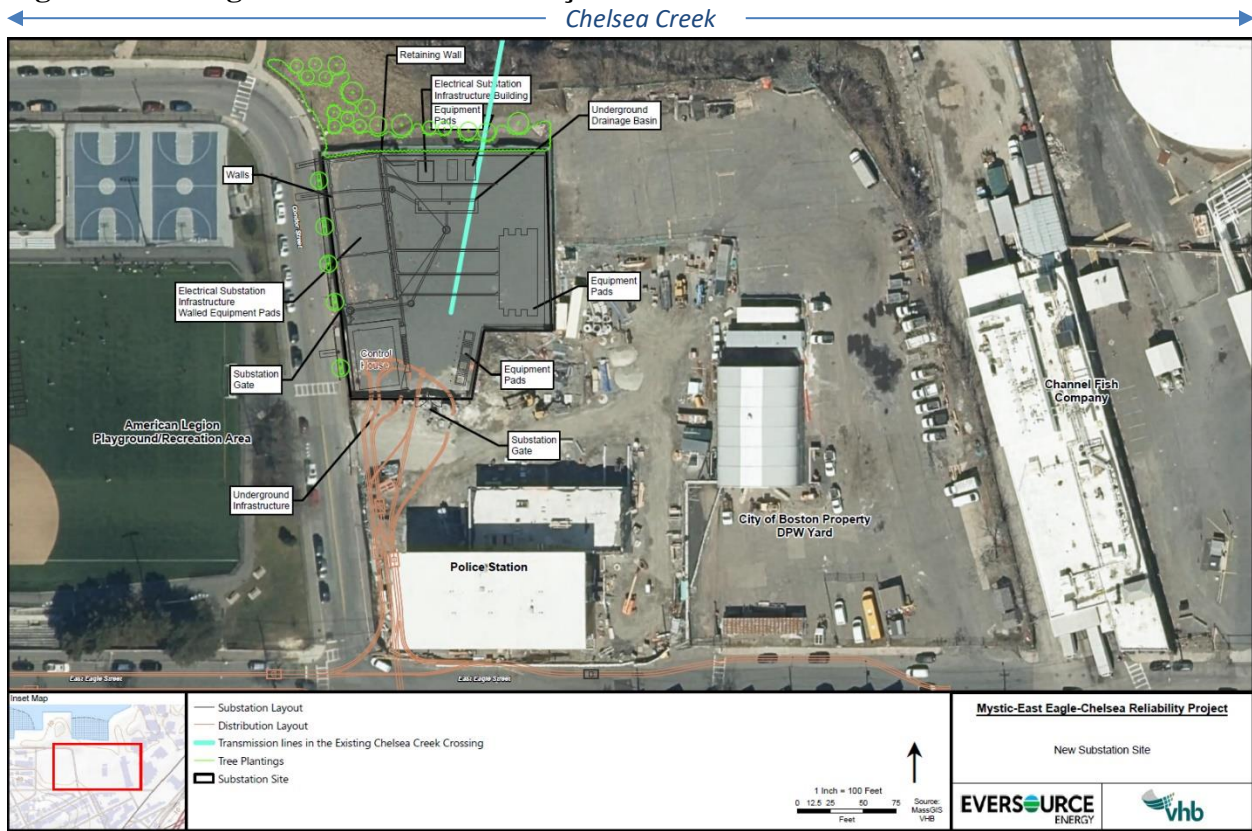 Chelsea Creek
Retaining Wall
Electrical Substation
Infrastructure Building
Equipment
Pads
Underground
Drainage Basin
Walls
Condor Street
Electrical Substation
Infrastructure
Walled Equipment Pads
Equipment
Pads
Substation
Gate
Control
House
Equipment
Pads
Channel Fish
Company
American Legion
Playground/Recreation Area
Substation
Gate
Underground
Infrastructure
City of Boston Property
DPW Yard
Police Station
East Eagle Street
East Eagle Street
Inset Map
Substation Layout
Distribution Layout
Transmission lines in the Existing Chelsea Creek Crossing
Tree Plantings
Substation Site
1 Inch = 100 Feet
0 12.5 25 50 75
Feet
Source:
MassGIS
VHB
Mystic-East Eagle-Chelsea Reliability Project
New Substation Site
EVERSOURCE
ENERGY
vhb